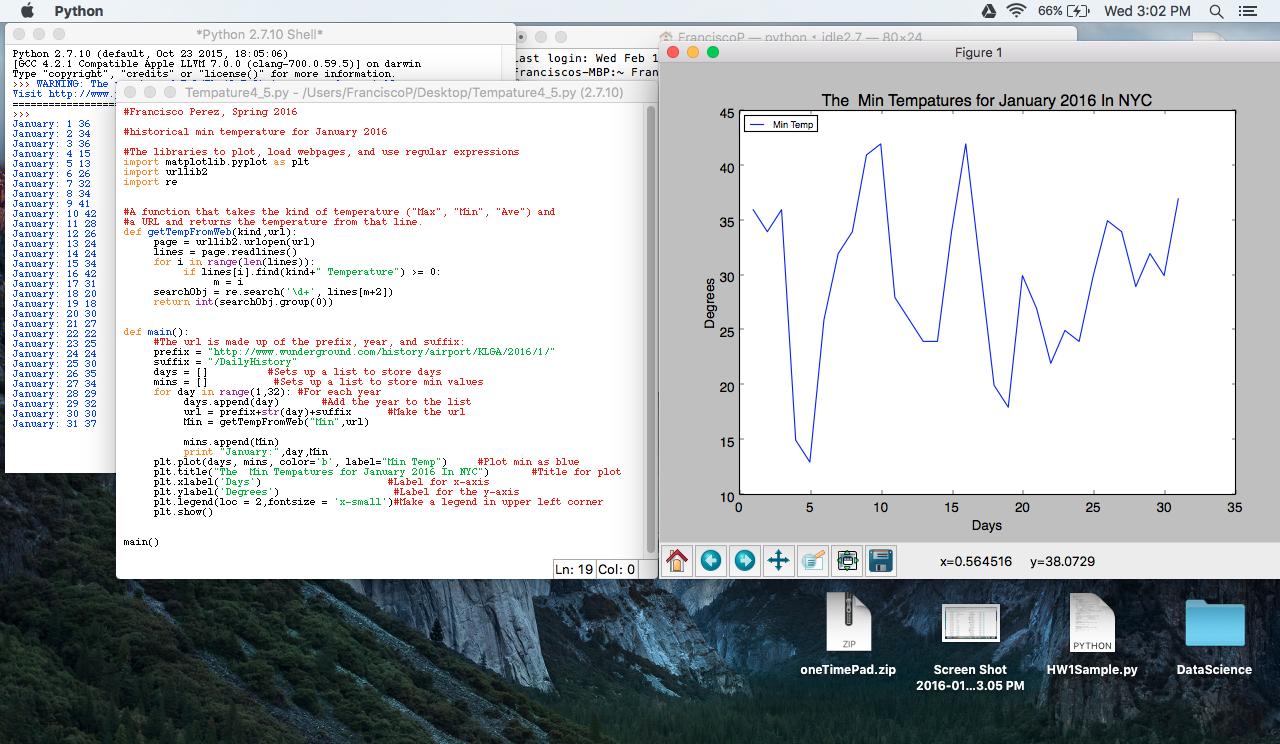 Python
66%
Wed 3:02 PM
*Python 2.7.10 Shell*
Python 2.7.10 (default, Oct 23 2015, 18:05:06)
[GCC 4.2.1 Compatible Apple LLVM 7.0.0 (clang-700.0.59.5)] on darwin
Type "copyright", "credits" or "license()" for more information.
>>> WARNING: The
Visit http://www.
>>>
January: 1 36
January: 2 34
January: 3 36
January: 4 15
January: 5 13
January: 6 26
January: 7 32
January: 8 34
January: 9 41
January: 10 42
January: 11 28
January: 12 26
January: 13 24
January: 14 24
January: 15 34
January: 16 42
January: 17 31
January: 18 20
January: 19 18
January: 20 30
January: 21 27
January: 22 22
January: 23 25
January: 24 24
January: 25 30
January: 26 35
January: 27 34
January: 28 29
January: 29 32
January: 30 30
January: 31 37
FranciscoP — python • idle2.7 — 80×24
Last login: Wed Feb 1
Franciscos-MBP:~ Fran
Tempature4_5.py - /Users/FranciscoP/Desktop/Tempature4_5.py (2.7.10)
#Francisco Perez, Spring 2016
#historical min temperature for January 2016
#The libraries to plot, load webpages, and use regular expressions
import matplotlib.pyplot as plt
import urllib2
import re
#A function that takes the kind of temperature ("Max", "Min", "Ave") and
#a URL and returns the temperature from that line.
def getTempFromWeb(kind,url):
page = urllib2.urlopen(url)
lines = page.readlines()
for i in range(len(lines)):
if lines[i].find(kind+" Temperature") >= 0:
m = i
searchObj = re.search('\d+', lines[m+2])
return int(searchObj.group(0))
def main():
#The url is made up of the prefix, year, and suffix:
prefix = "http://www.wunderground.com/history/airport/KLGA/2016/1/"
suffix = "/DailyHistory"
days = [] #Sets up a list to store days
mins = [] #Sets up a list to store min values
for day in range(1,32): #For each year
days.append(day) #Add the year to the list
url = prefix+str(day)+suffix #Make the url
Min = getTempFromWeb("Min",url)
mins.append(Min)
print "January:",day,Min
plt.plot(days, mins, color='b', label="Min Temp") #Plot min as blue
plt.title("The  Min Tempatures for January 2016 In NYC") #Title for plot
plt.xlabel('Days') #Label for x-axis
plt.ylabel('Degrees') #Label for the y-axis
plt.legend(loc = 2,fontsize = 'x-small')#Make a legend in upper left corner
plt.show()
main()
Ln: 19 Col: 0
Figure 1
The  Min Tempatures for January 2016 In NYC
Min Temp
45
40
35
30
25
20
15
10
Degrees
0 5 10 15 20 25 30 35
Days
x=0.564516 y=38.0729
ZIP
PYTHON
oneTimePad.zip
Screen Shot
2016-01...3.05 PM
HW1Sample.py
DataScience